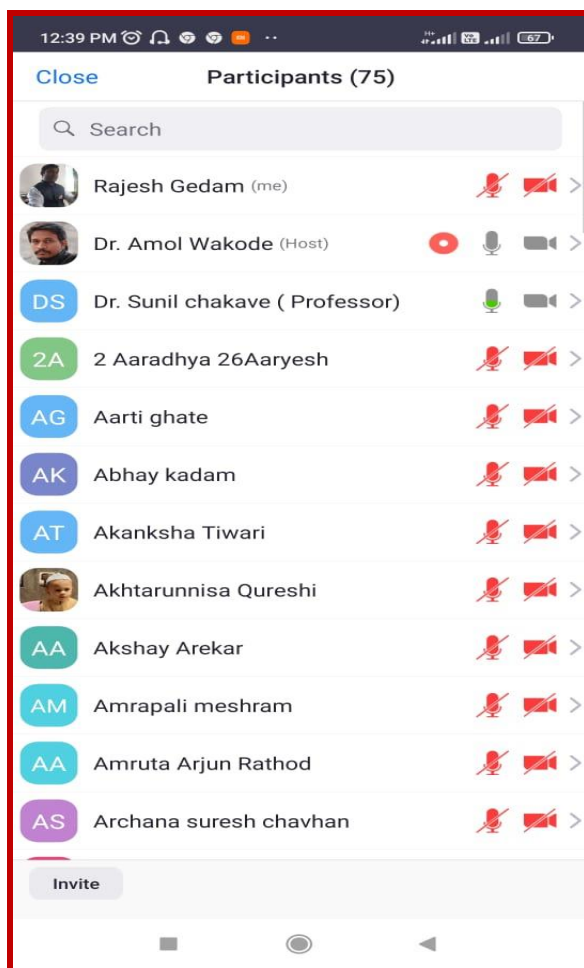 12:39 PM 67
Close Participants (75)
Search
Rajesh Gedam (me)
Dr. Amol Wakode (Host)
DS Dr. Sunil chakave ( Professor)
2A 2 Aaradhya 26Aaryesh
AG Aarti ghate
AK Abhay kadam
AT Akanksha Tiwari
Akhtarunnisa Qureshi
AA Akshay Arekar
AM Amrapali meshram
AA Amruta Arjun Rathod
AS Archana suresh chavhan
Invite